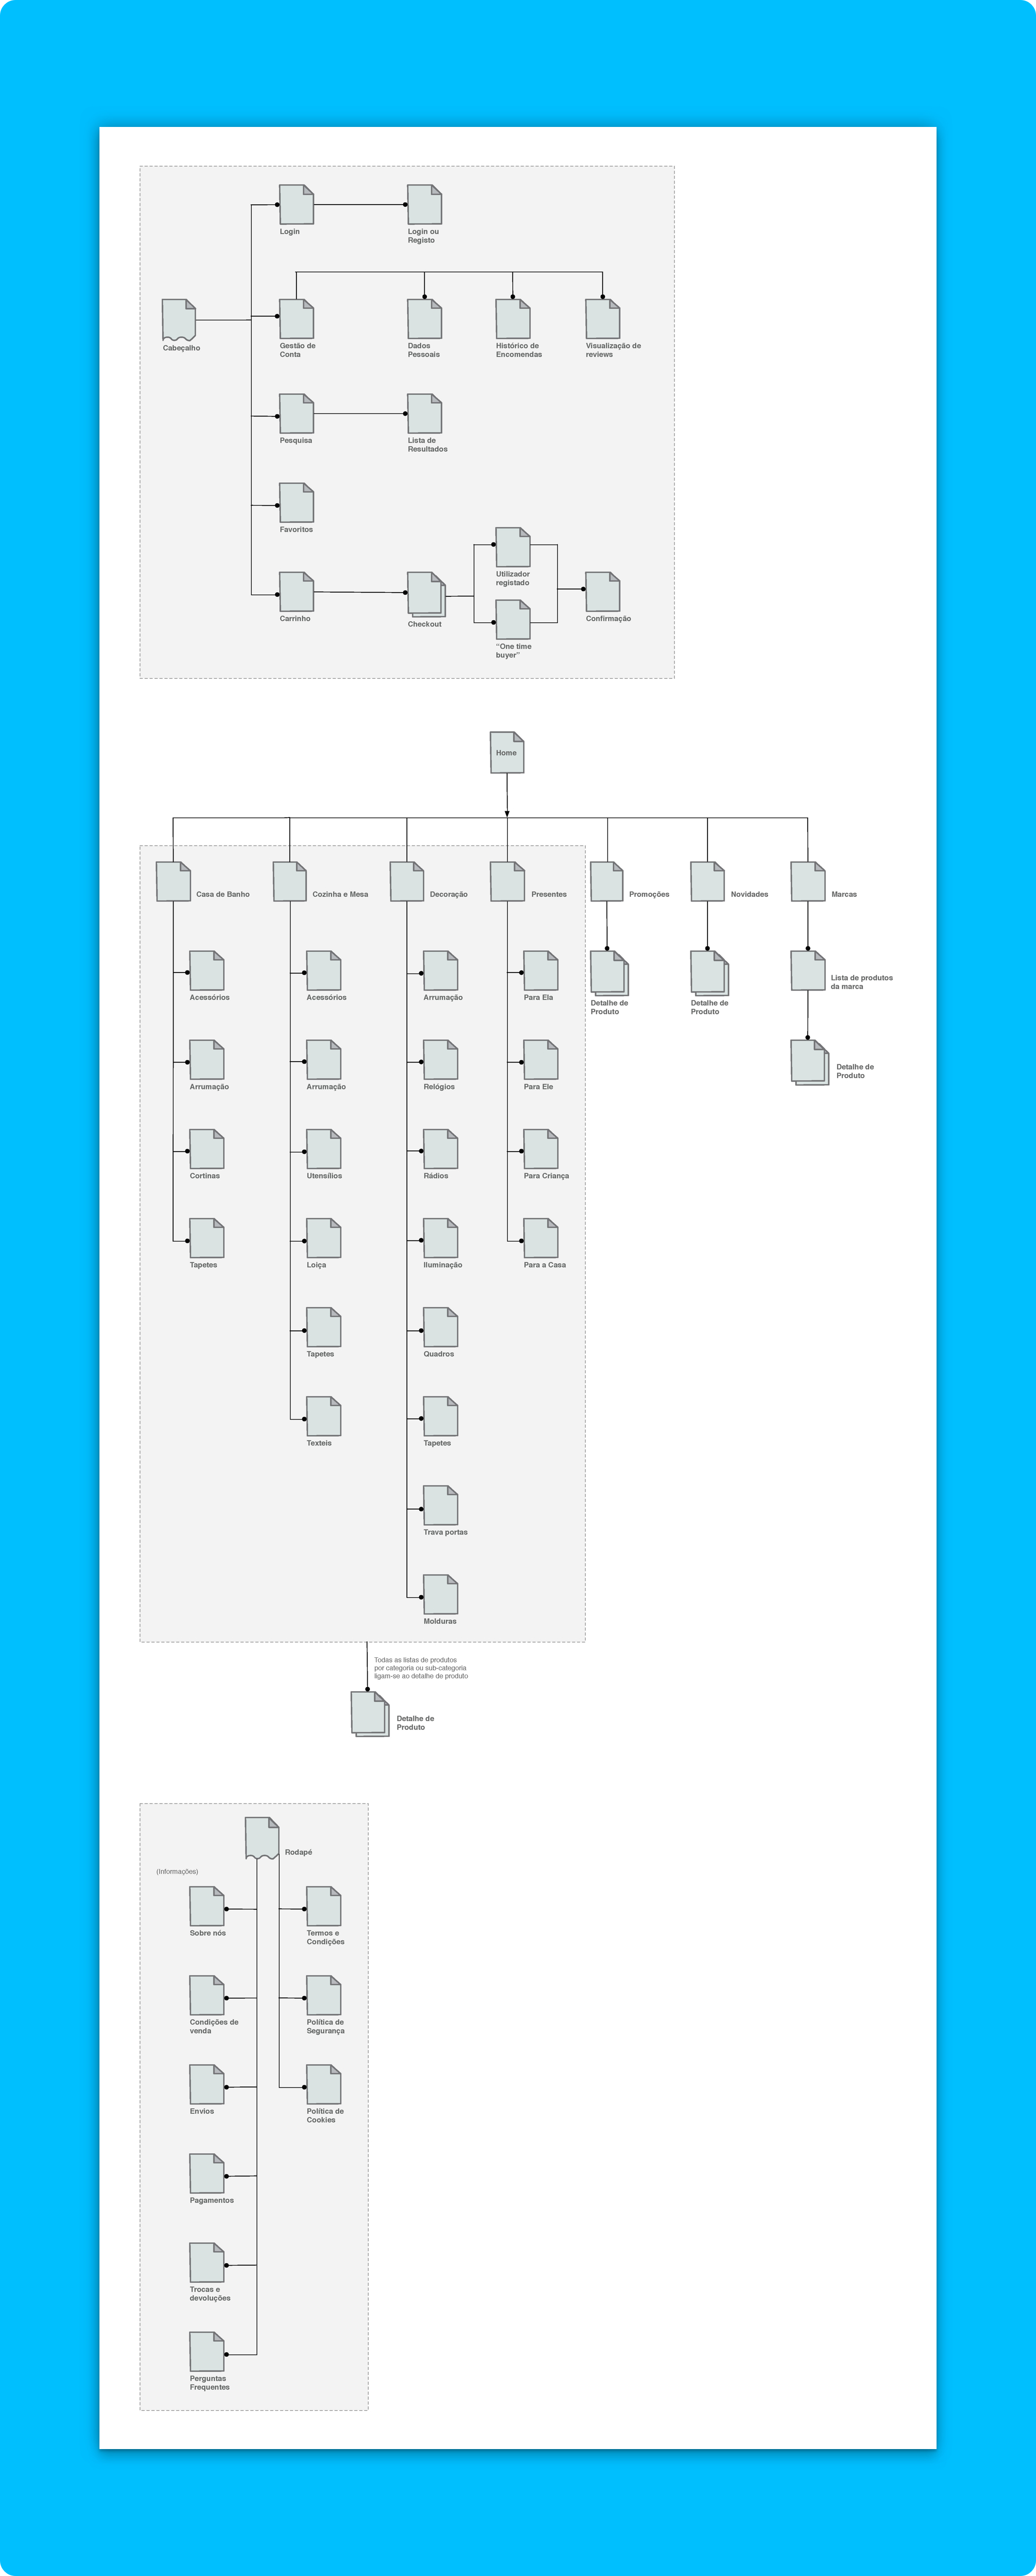 Login
Login ou
Registo
Cabeçalho
Gestão de
Conta
Dados
Pessoais
Histórico de
Encomendas
Visualização de
reviews
Pesquisa
Lista de
Resultados
Favoritos
Utilizador
registado
Carrinho
Checkout
Confirmação
“One time
buyer”
Home
Casa de Banho
Cozinha e Mesa
Decoração
Presentes
Promoções
Novidades
Marcas
Acessórios
Acessórios
Arrumação
Para Ela
Detalhe de
Produto
Detalhe de
Produto
Lista de produtos
da marca
Arrumação
Arrumação
Relógios
Para Ele
Detalhe de
Produto
Cortinas
Utensílios
Rádios
Para Criança
Tapetes
Loiça
Iluminação
Para a Casa
Tapetes
Quadros
Texteis
Tapetes
Trava portas
Molduras
Todas as listas de produtos
por categoria ou sub-categoria
ligam-se ao detalhe de produto
Detalhe de
Produto
Rodapé
(Informações)
Sobre nós
Termos e
Condições
Condições de
venda
Política de
Segurança
Envios
Política de
Cookies
Pagamentos
Trocas e
devoluções
Perguntas
Frequentes